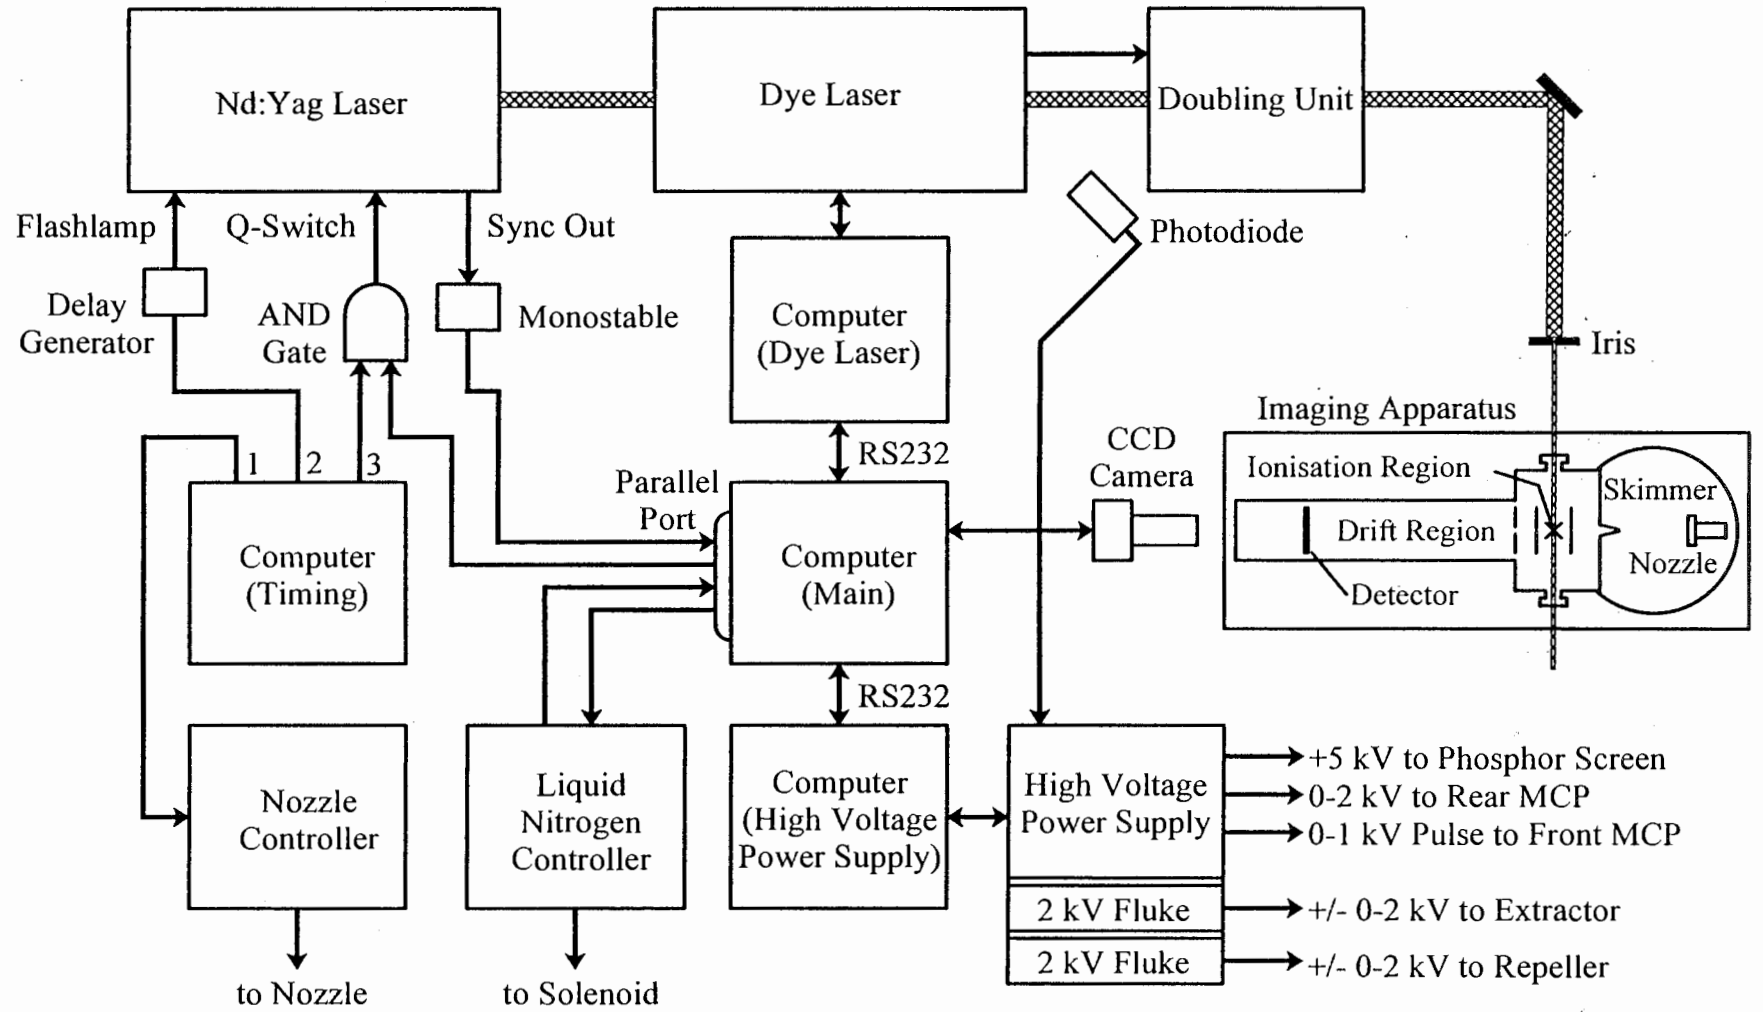 Nd:Yag Laser
Dye Laser
Doubling Unit
Flashlamp
Q-Switch
Sync Out
Photodiode
Delay
Generator
AND
Gate
Monostable
Computer
(Dye Laser)
Iris
Imaging Apparatus
1
2
3
RS232
CCD
Camera
Parallel
Port
Ionisation Region
Skimmer
Drift Region
Nozzle
Detector
Computer
(Timing)
Computer
(Main)
RS232
Nozzle
Controller
Liquid
Nitrogen
Controller
Computer
(High Voltage
Power Supply)
High Voltage
Power Supply
+5 kV to Phosphor Screen
0-2 kV to Rear MCP
0-1 kV Pulse to Front MCP
2 kV Fluke
+/- 0-2 kV to Extractor
2 kV Fluke
+/- 0-2 kV to Repeller
to Nozzle
to Solenoid